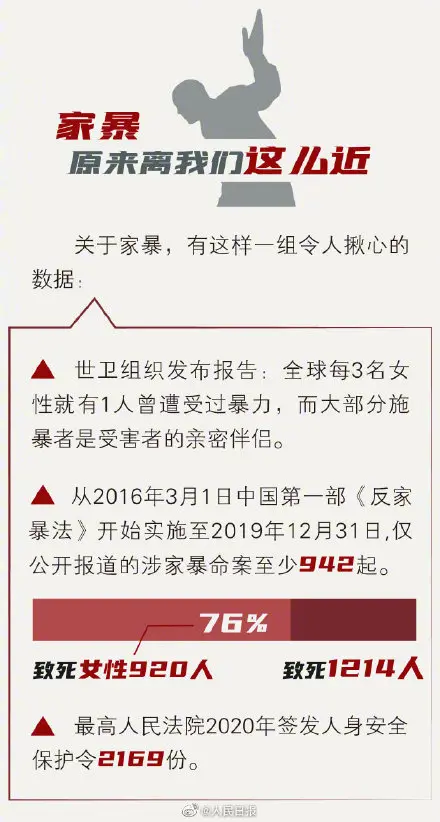 家暴
原来离我们这么近
关于家暴，有这样一组令人揪心的
数据：
▲ 世卫组织发布报告：全球每3名女
性就有1人曾遭受过暴力，而大部分施
暴者是受害者的亲密伴侣。
▲ 从2016年3月1日中国第一部《反家
暴法》开始实施至2019年12月31日,仅
公开报道的涉家暴命案至少942起。
76%
致死女性920人 致死1214人
▲ 最高人民法院2020年签发人身安全
保护令2169份。
@人民日报